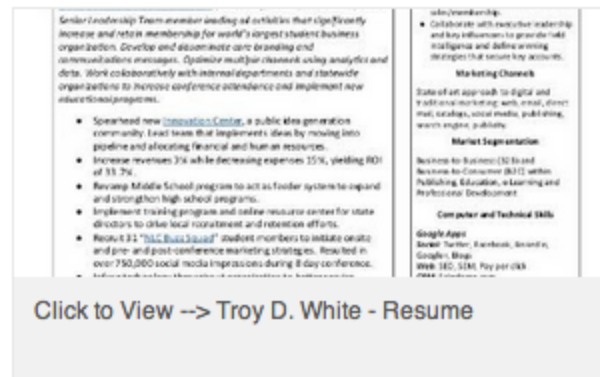 Senior Leadership Team member leading all activities that significantly
increase and retain membership for world's largest student business
organization. Develop and disseminate core branding and
communications messages. Optimize multiple channels using analytics and
data. Work collaboratively with internal departments and statewide
organizations to increase conference attendance and implement new
educational programs.
• Spearhead new Innovation Center, a public idea generation
community. Lead team that implements ideas by moving into
pipeline and allocating financial and human resources.
• Increase revenues 3% while decreasing expenses 15%, yielding ROI
of 33.7%.
• Revamp Middle School program to act as feeder system to expand
and strengthen high school programs.
• Implement training program and online resource center for state
directors to drive local recruitment and retention efforts.
• Recruit 31 "NLC Buzz Squad" student members to initiate onsite
and pre- and post-conference marketing strategies. Resulted in
over 750,000 social media impressions during 8 day conference.
sales/membership.
• Collaborate with executive leadership
and key influencers to provide field
intelligence and define winning
strategies that secure key accounts.
Marketing Channels
State of art approach to digital and
traditional marketing: web, email, direct
mail, catalogs, social media, publishing,
search engine, publicity.
Market Segmentation
Business-to-Business (B2B) and
Business-to-Consumer (B2C) within
Publishing, Education, e-Learning and
Professional Development
Computer and Technical Skills
Google Apps
Social: Twitter, Facebook, LinkedIn,
Google+, Blogs
Web: SEO, SEM, Pay per click
Click to View --> Troy D. White - Resume